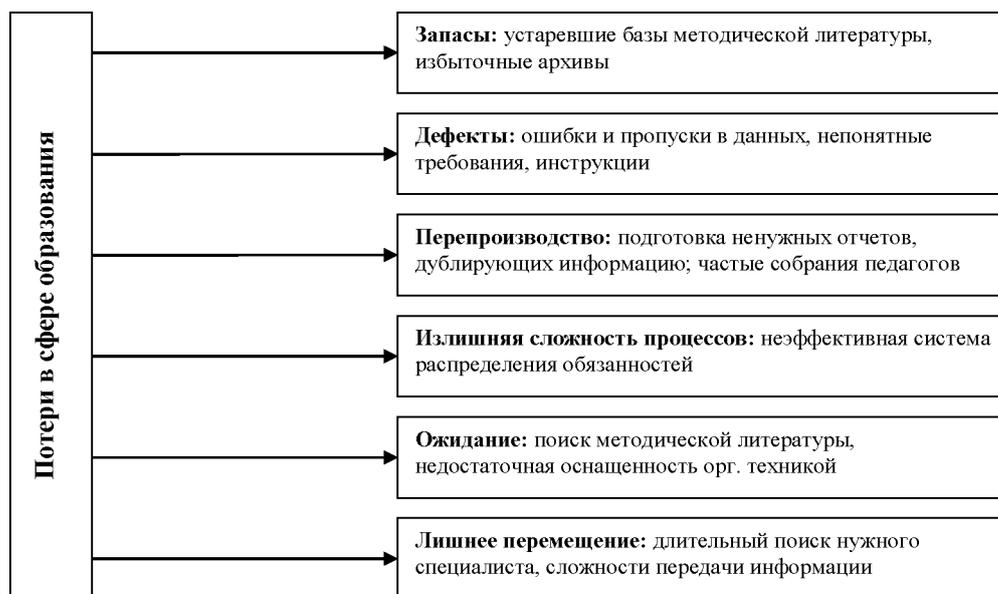 Потери в сфере образования
Запасы: устаревшие базы методической литературы,
избыточные архивы
Дефекты: ошибки и пропуски в данных, непонятные
требования, инструкции
Перепроизводство: подготовка ненужных отчетов,
дублирующих информацию; частые собрания педагогов
Излишняя сложность процессов: неэффективная система
распределения обязанностей
Ожидание: поиск методической литературы,
недостаточная оснащенность орг. техникой
Лишнее перемещение: длительный поиск нужного
специалиста, сложности передачи информации